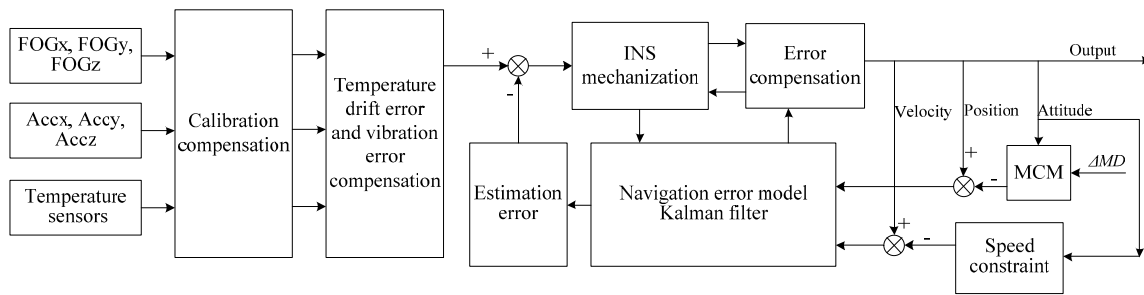 FOGx, FOGy,
FOGz
Accx, Accy,
Accz
Temperature
sensors
Calibration
compensation
Temperature
drift error
and vibration
error
compensation
+
-
INS
mechanization
Error
compensation
Estimation
error
Navigation error model
Kalman filter
Output
Velocity
Position
Attitude
+
-
MCM
ΔMD
+
-
Speed
constraint